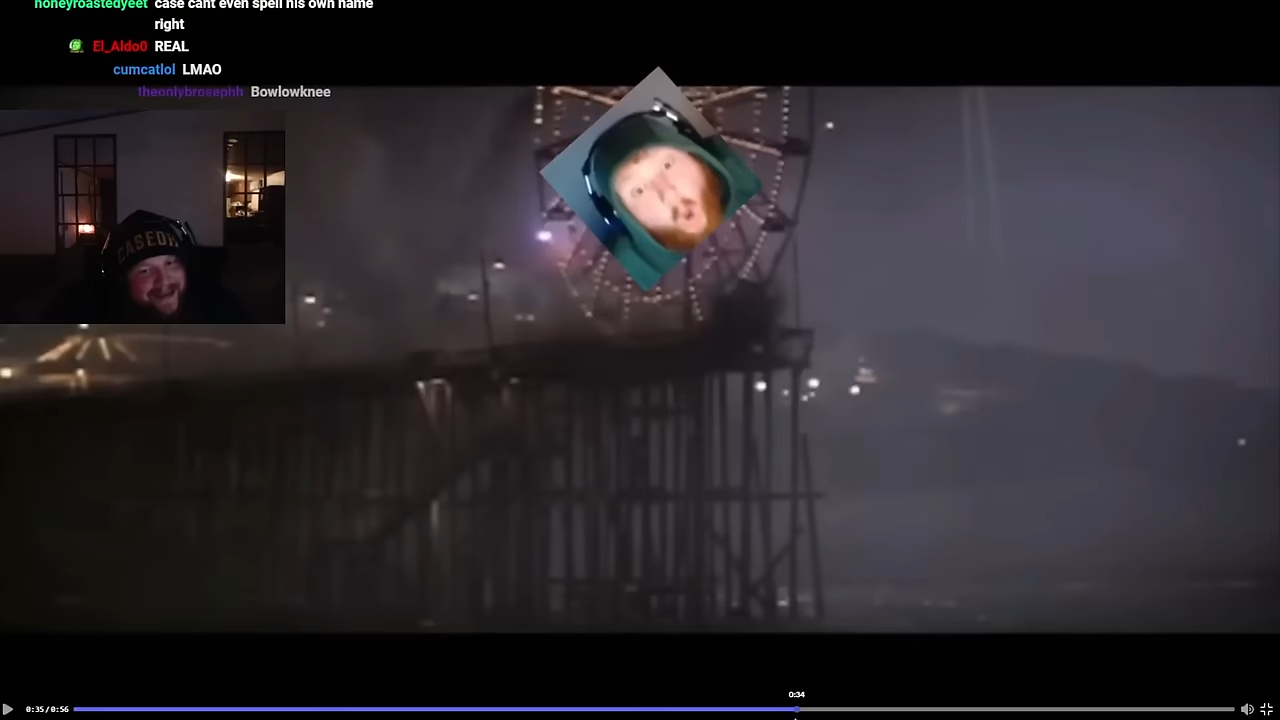 honeyroastedyeet case cant even spell his own name
right
El_Aldo0 REAL
cumcatlol LMAO
theonlybrosephh Bowlowknee
CASEOH
0:34
0:35/0:56